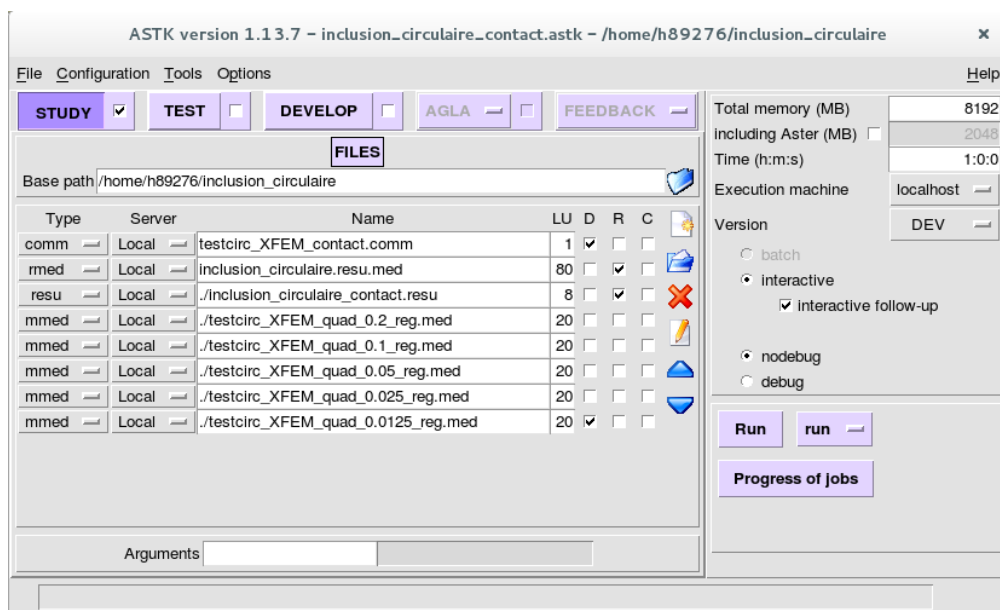 ASTK version 1.13.7 – inclusion_circulaire_contact.astk – /home/h89276/inclusion_circulaire ×
File Configuration Tools Options Help
STUDY TEST DEVELOP AGLA FEEDBACK
FILES
Base path /home/h89276/inclusion_circulaire
Type Server Name LU D R C
comm Local testcirc_XFEM_contact.comm 1
rmed Local inclusion_circulaire.resu.med 80
resu Local ./inclusion_circulaire_contact.resu 8
mmed Local ./testcirc_XFEM_quad_0.2_reg.med 20
mmed Local ./testcirc_XFEM_quad_0.1_reg.med 20
mmed Local ./testcirc_XFEM_quad_0.05_reg.med 20
mmed Local ./testcirc_XFEM_quad_0.025_reg.med 20
mmed Local ./testcirc_XFEM_quad_0.0125_reg.med 20
Arguments
Total memory (MB) 8192
including Aster (MB) 2048
Time (h:m:s) 1:0:0
Execution machine localhost
Version DEV
batch
interactive
interactive follow-up
nodebug
debug
Run run
Progress of jobs